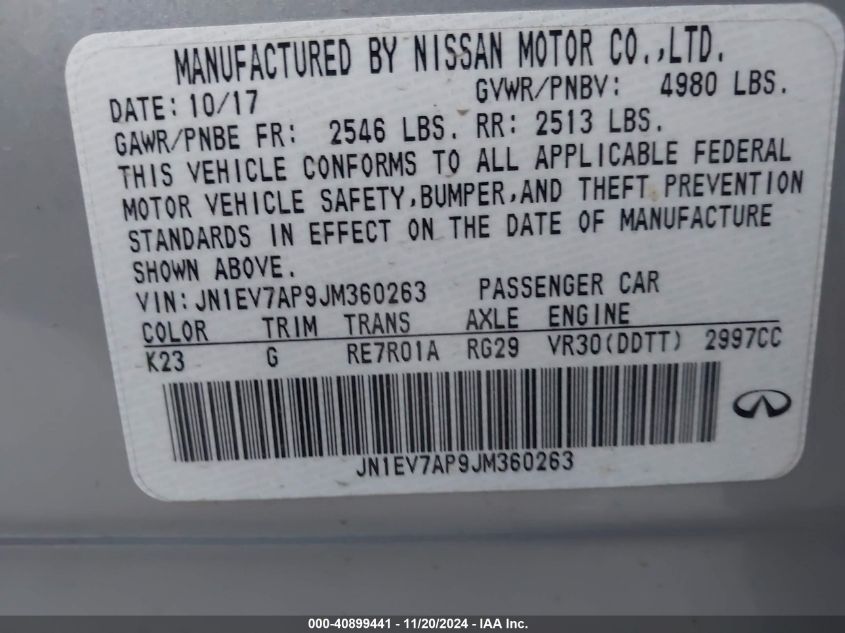 MANUFACTURED BY NISSAN MOTOR CO.,LTD.
DATE: 10/17 GVWR/PNBV: 4980 LBS.
GAWR/PNBE FR: 2546 LBS. RR: 2513 LBS.
THIS VEHICLE CONFORMS TO ALL APPLICABLE FEDERAL
MOTOR VEHICLE SAFETY,BUMPER,AND THEFT PREVENTION
STANDARDS IN EFFECT ON THE DATE OF MANUFACTURE
SHOWN ABOVE.
VIN:JN1EV7AP9JM360263 PASSENGER CAR
COLOR TRIM TRANS AXLE ENGINE
K23 G RE7R01A RG29 VR30(DDTT) 2997CC
JN1EV7AP9JM360263
000-40899441 - 11/20/2024 - IAA Inc.